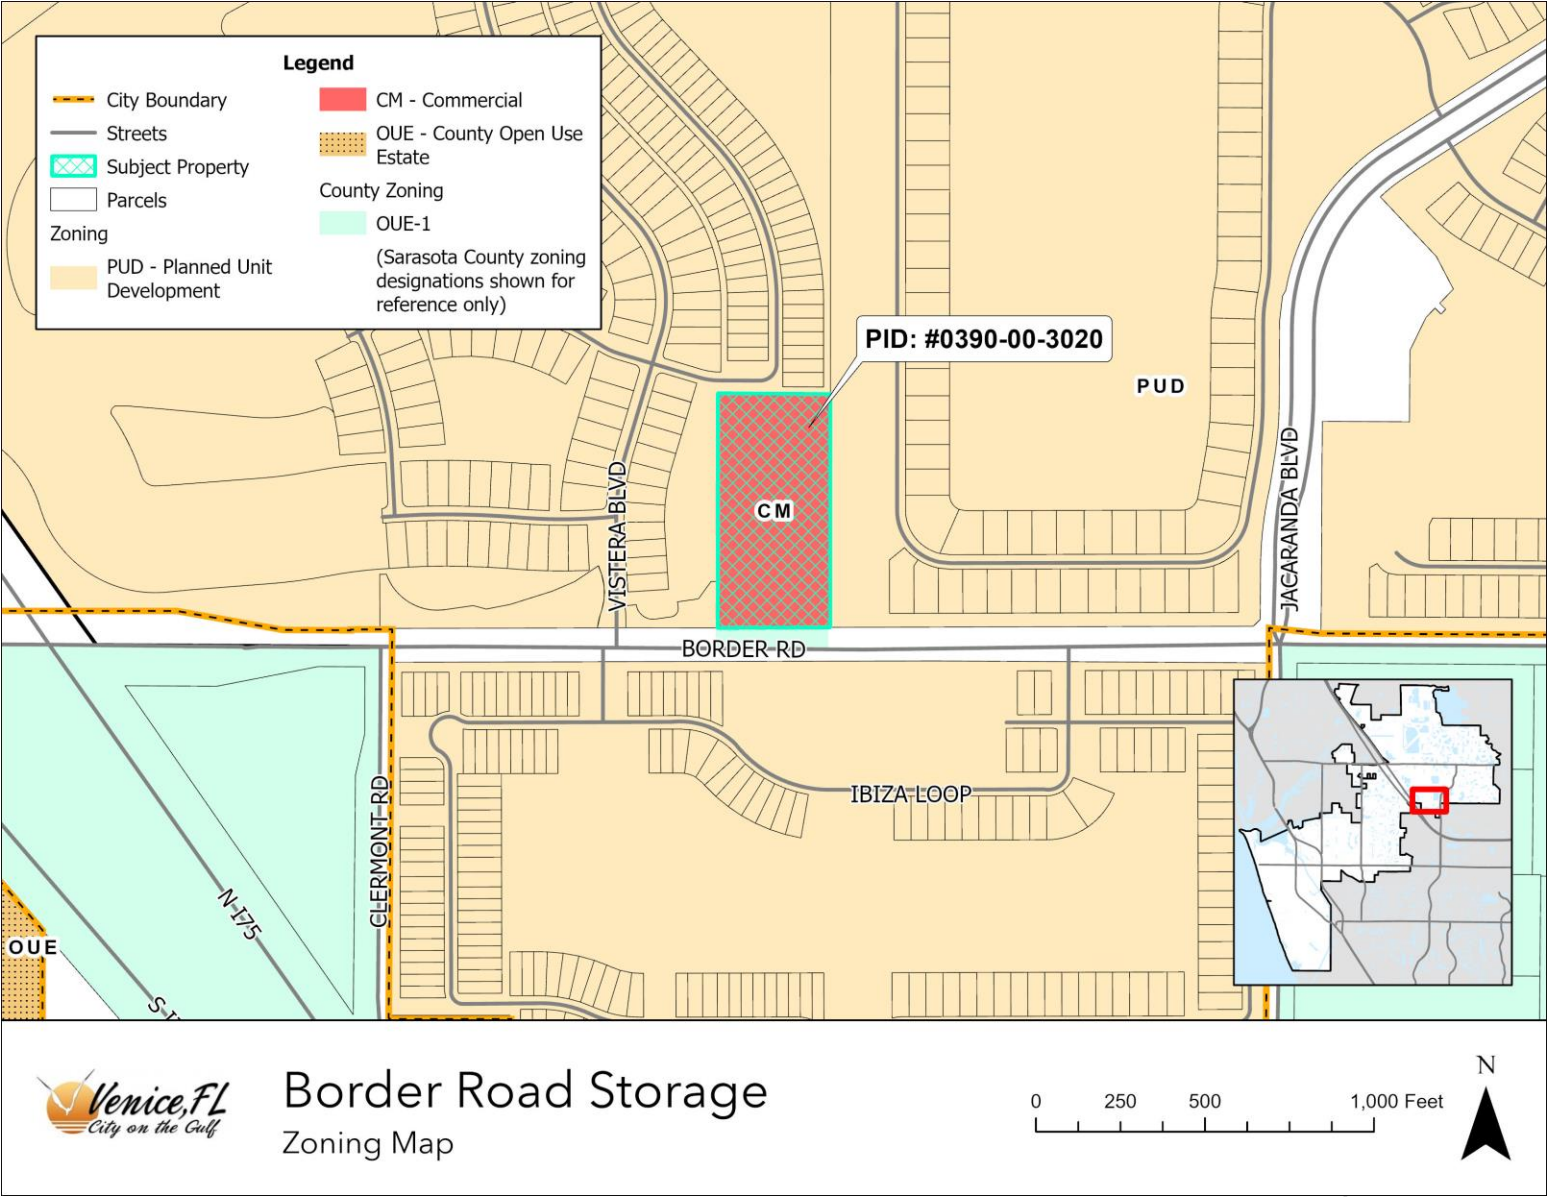 Legend
City Boundary
Streets
Subject Property
Parcels
Zoning
PUD - Planned Unit
Development
CM - Commercial
OUE - County Open Use
Estate
County Zoning
OUE-1
(Sarasota County zoning
designations shown for
reference only)
PID: #0390-00-3020
PUD
CM
VISTERA BLVD
JACARANDA BLVD
BORDER RD
IBIZA LOOP
CLERMONT RD
N I75
OUE
Venice, FL
City on the Gulf
Border Road Storage
Zoning Map
0 250 500 1,000 Feet
N